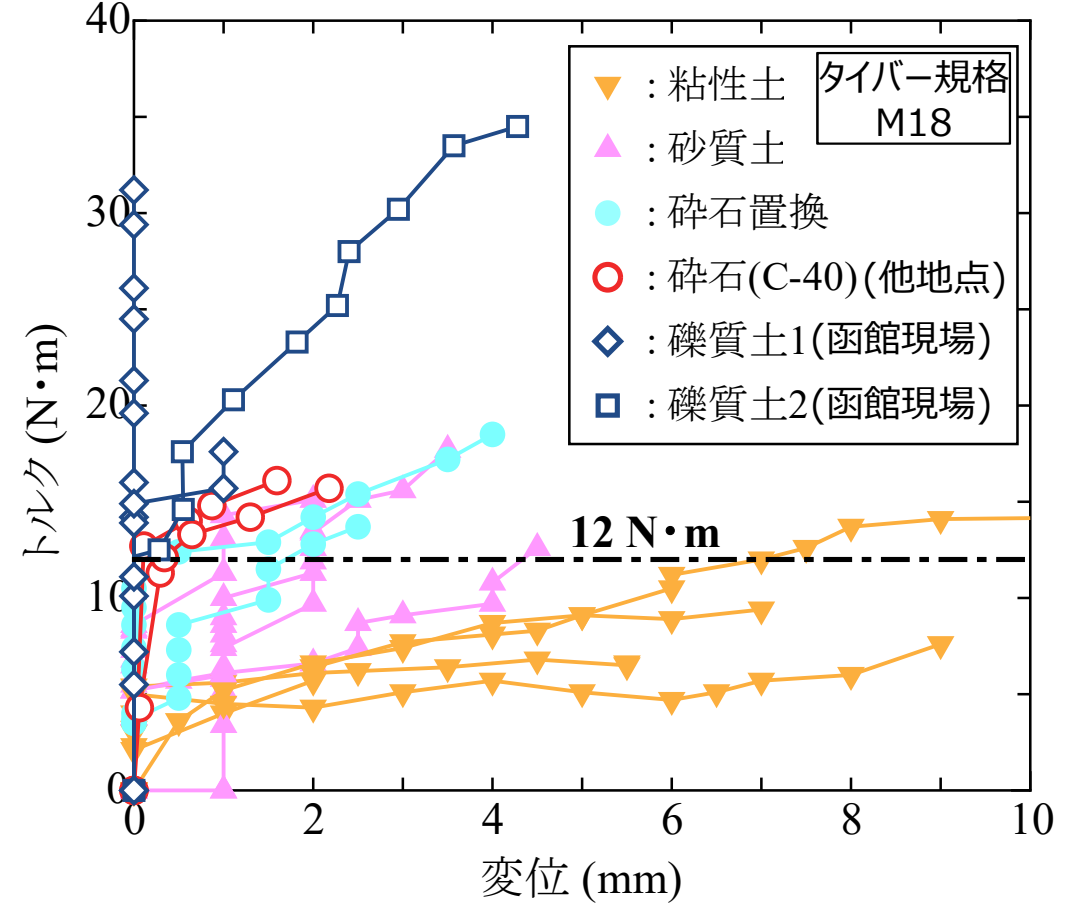 40
30
20
10
0
トルク (N･m)
: 粘性土
: 砂質土
: 砕石置換
: 砕石(C-40)(他地点)
: 礫質土1(函館現場)
: 礫質土2(函館現場)
タイバー規格
M18
12 N･m
0
2
4
6
8
10
変位 (mm)